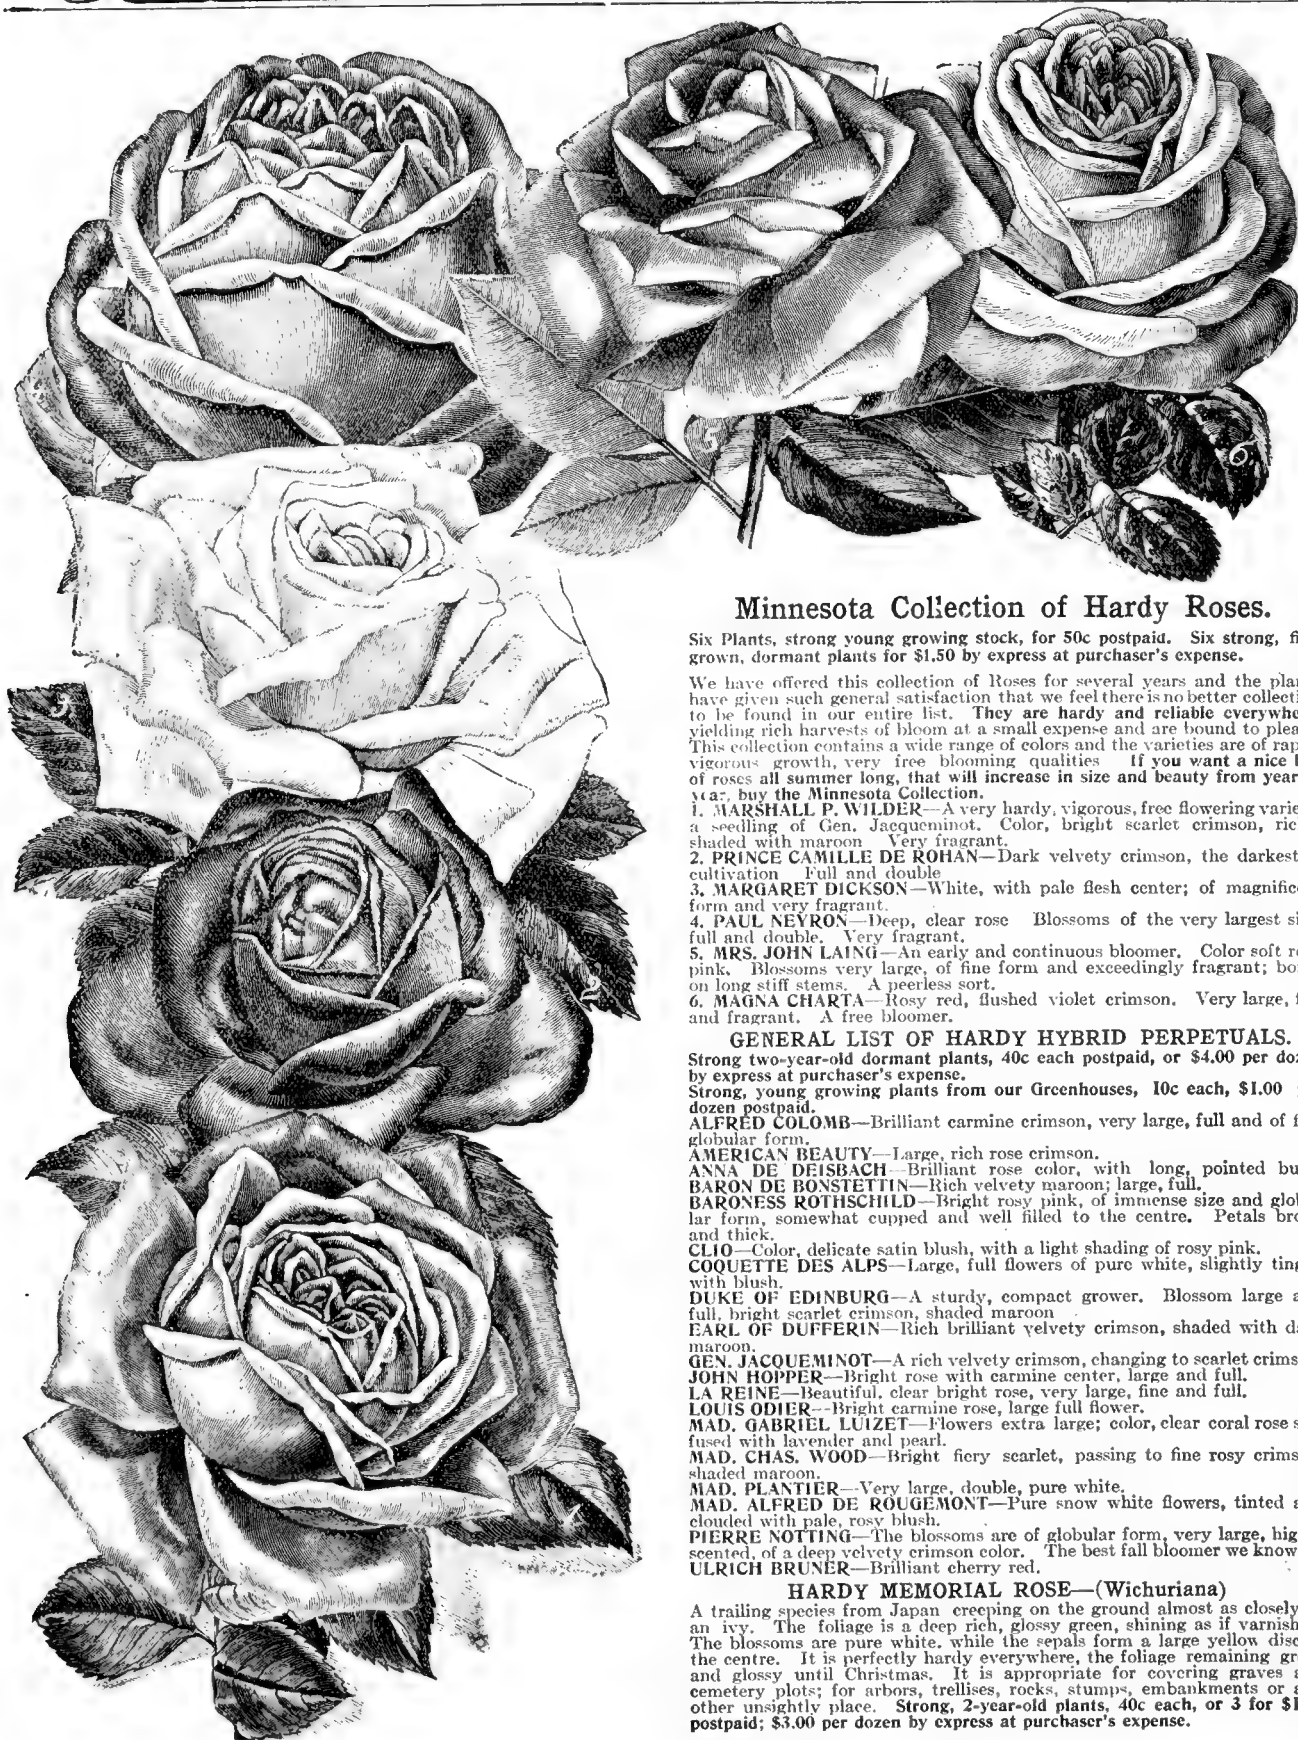 5
6
3
2
1
Minnesota Collection of Hardy Roses.
Six Plants, strong young growing stock, for 50c postpaid. Six strong, fi
grown, dormant plants for $1.50 by express at purchaser's expense.
We have offered this collection of Roses for several years and the plan
have given such general satisfaction that we feel there is no better collecti
to be found in our entire list. They are hardy and reliable everywhe
yielding rich harvests of bloom at a small expense and are bound to plea
This collection contains a wide range of colors and the varieties are of rap
vigorous growth, very free blooming qualities If you want a nice
of roses all summer long, that will increase in size and beauty from year
year, buy the Minnesota Collection.
1. MARSHALL P. WILDER—A very hardy, vigorous, free flowering varie
a seedling of Gen. Jacqueminot. Color, bright scarlet crimson, ric
shaded with maroon Very fragrant.
2. PRINCE CAMILLE DE ROHAN—Dark velvety crimson, the darkest
cultivation Full and double
3. MARGARET DICKSON—White, with pale flesh center; of magnific
form and very fragrant.
4. PAUL NEYRON—Deep, clear rose Blossoms of the very largest si
full and double. Very fragrant.
5. MRS. JOHN LAING—An early and continuous bloomer. Color soft r
pink. Blossoms very large, of fine form and exceedingly fragrant; bo
on long stiff stems. A peerless sort.
6. MAGNA CHARTA—Rosy red, flushed violet crimson. Very large, f
and fragrant. A free bloomer.
GENERAL LIST OF HARDY HYBRID PERPETUALS.
Strong two-year-old dormant plants, 40c each postpaid, or $4.00 per doz
by express at purchaser's expense.
Strong, young growing plants from our Greenhouses, 10c each, $1.00
dozen postpaid.
ALFRED COLOMB—Brilliant carmine crimson, very large, full and of f
globular form.
AMERICAN BEAUTY—Large, rich rose crimson.
ANNA DE DEISBACH—Brilliant rose color, with long, pointed bu
BARON DE BONSTETTIN—Rich velvety maroon; large, full.
BARONESS ROTHSCHILD—Bright rosy pink, of immense size and glob
lar form, somewhat cupped and well filled to the centre. Petals bro
and thick.
CLIO—Color, delicate satin blush, with a light shading of rosy pink.
COQUETTE DES ALPS—Large, full flowers of pure white, slightly ting
with blush.
DUKE OF EDINBURG—A sturdy, compact grower. Blossom large a
full, bright scarlet crimson, shaded maroon
EARL OF DUFFERIN—Rich brilliant velvety crimson, shaded with da
maroon.
GEN. JACQUEMINOT—A rich velvety crimson, changing to scarlet crims
JOHN HOPPER—Bright rose with carmine center, large and full.
LA REINE—Beautiful, clear bright rose, very large, fine and full.
LOUIS ODIER—Bright carmine rose, large full flower.
MAD. GABRIEL LUIZET—Flowers extra large; color, clear coral rose s
fused with lavender and pearl.
MAD. CHAS. WOOD—Bright fiery scarlet, passing to fine rosy crims
shaded maroon.
MAD. PLANTIER—Very large, double, pure white.
MAD. ALFRED DE ROUGEMONT—Pure snow white flowers, tinted a
clouded with pale, rosy blush.
PIERRE NOTTING—The blossoms are of globular form, very large, hig
scented, of a deep velvety crimson color. The best fall bloomer we know
ULRICH BRUNER—Brilliant cherry red.
HARDY MEMORIAL ROSE—(Wichuriana)
A trailing species from Japan creeping on the ground almost as closely
an ivy. The foliage is a deep rich, glossy green, shining as if varnish
The blossoms are pure white, while the sepals form a large yellow disc
the centre. It is perfectly hardy everywhere, the foliage remaining gr
and glossy until Christmas. It is appropriate for covering graves a
cemetery plots; for arbors, trellises, rocks, stumps, embankments or a
other unsightly place. Strong, 2-year-old plants, 40c each, or 3 for $1
postpaid; $3.00 per dozen by express at purchaser's expense.